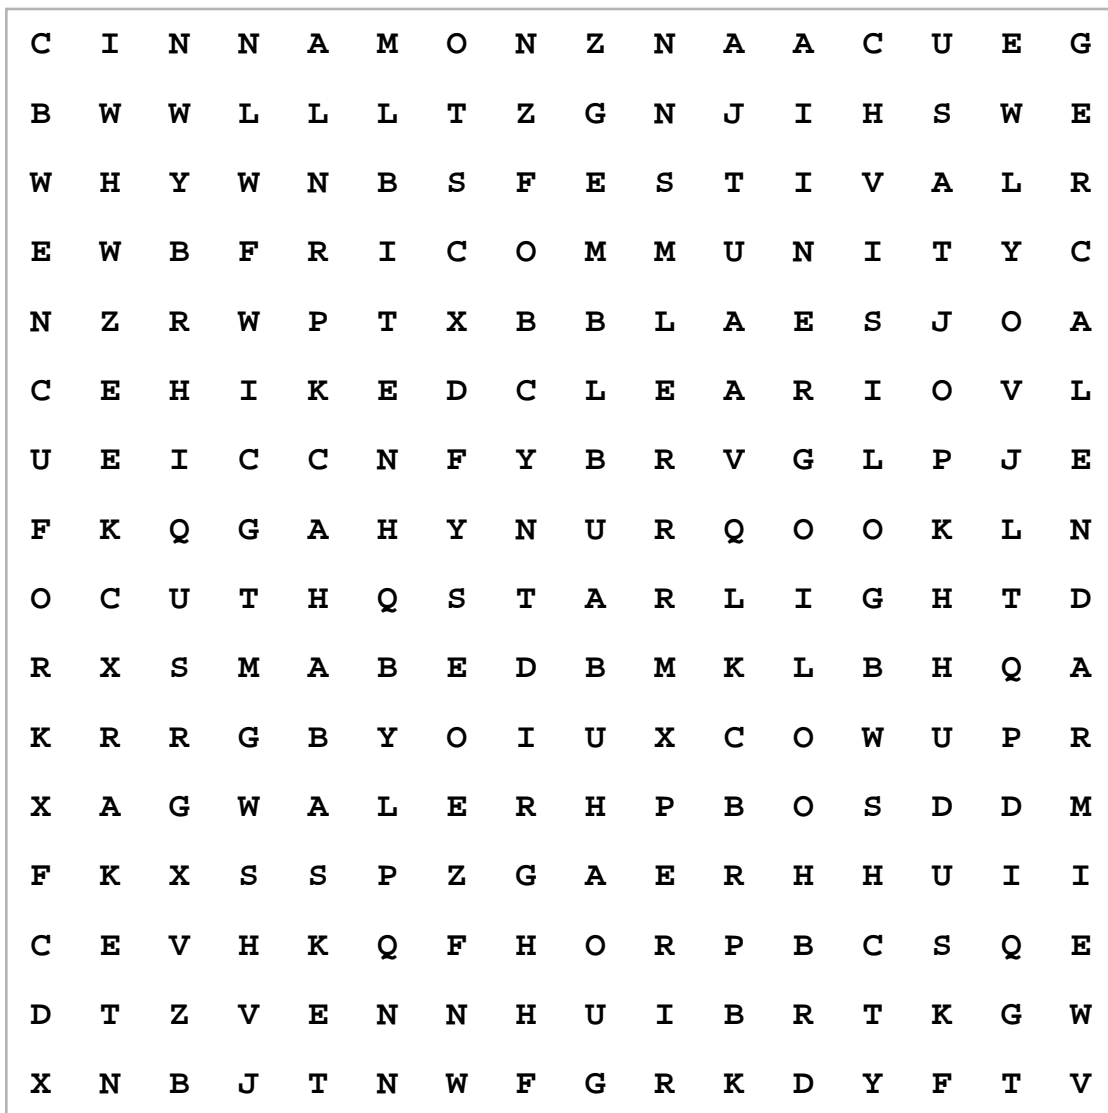 C I N N A M O N Z N A A C U E G
B W W L L L T Z G N J I H S W E
W H Y W N B S F E S T I V A L R
E W B F R I C O M M U N I T Y C
N Z R W P T X B B L A E S J O A
C E H I K E D C L E A R I O V L
U E I C C N F Y B R V G L P J E
F K Q G A H Y N U R Q O O K L N
O C U T H Q S T A R L I G H T D
R X S M A B E D B M K L B H Q A
K R R G B Y O I U X C O W U P R
X A G W A L E R H P B O S D D M
F K X S S P Z G A E R H H U I I
C E V H K Q F H O R P B C S Q E
D T Z V E N N H U I B R T K G W
X N B J T N W F G R K D Y F T V